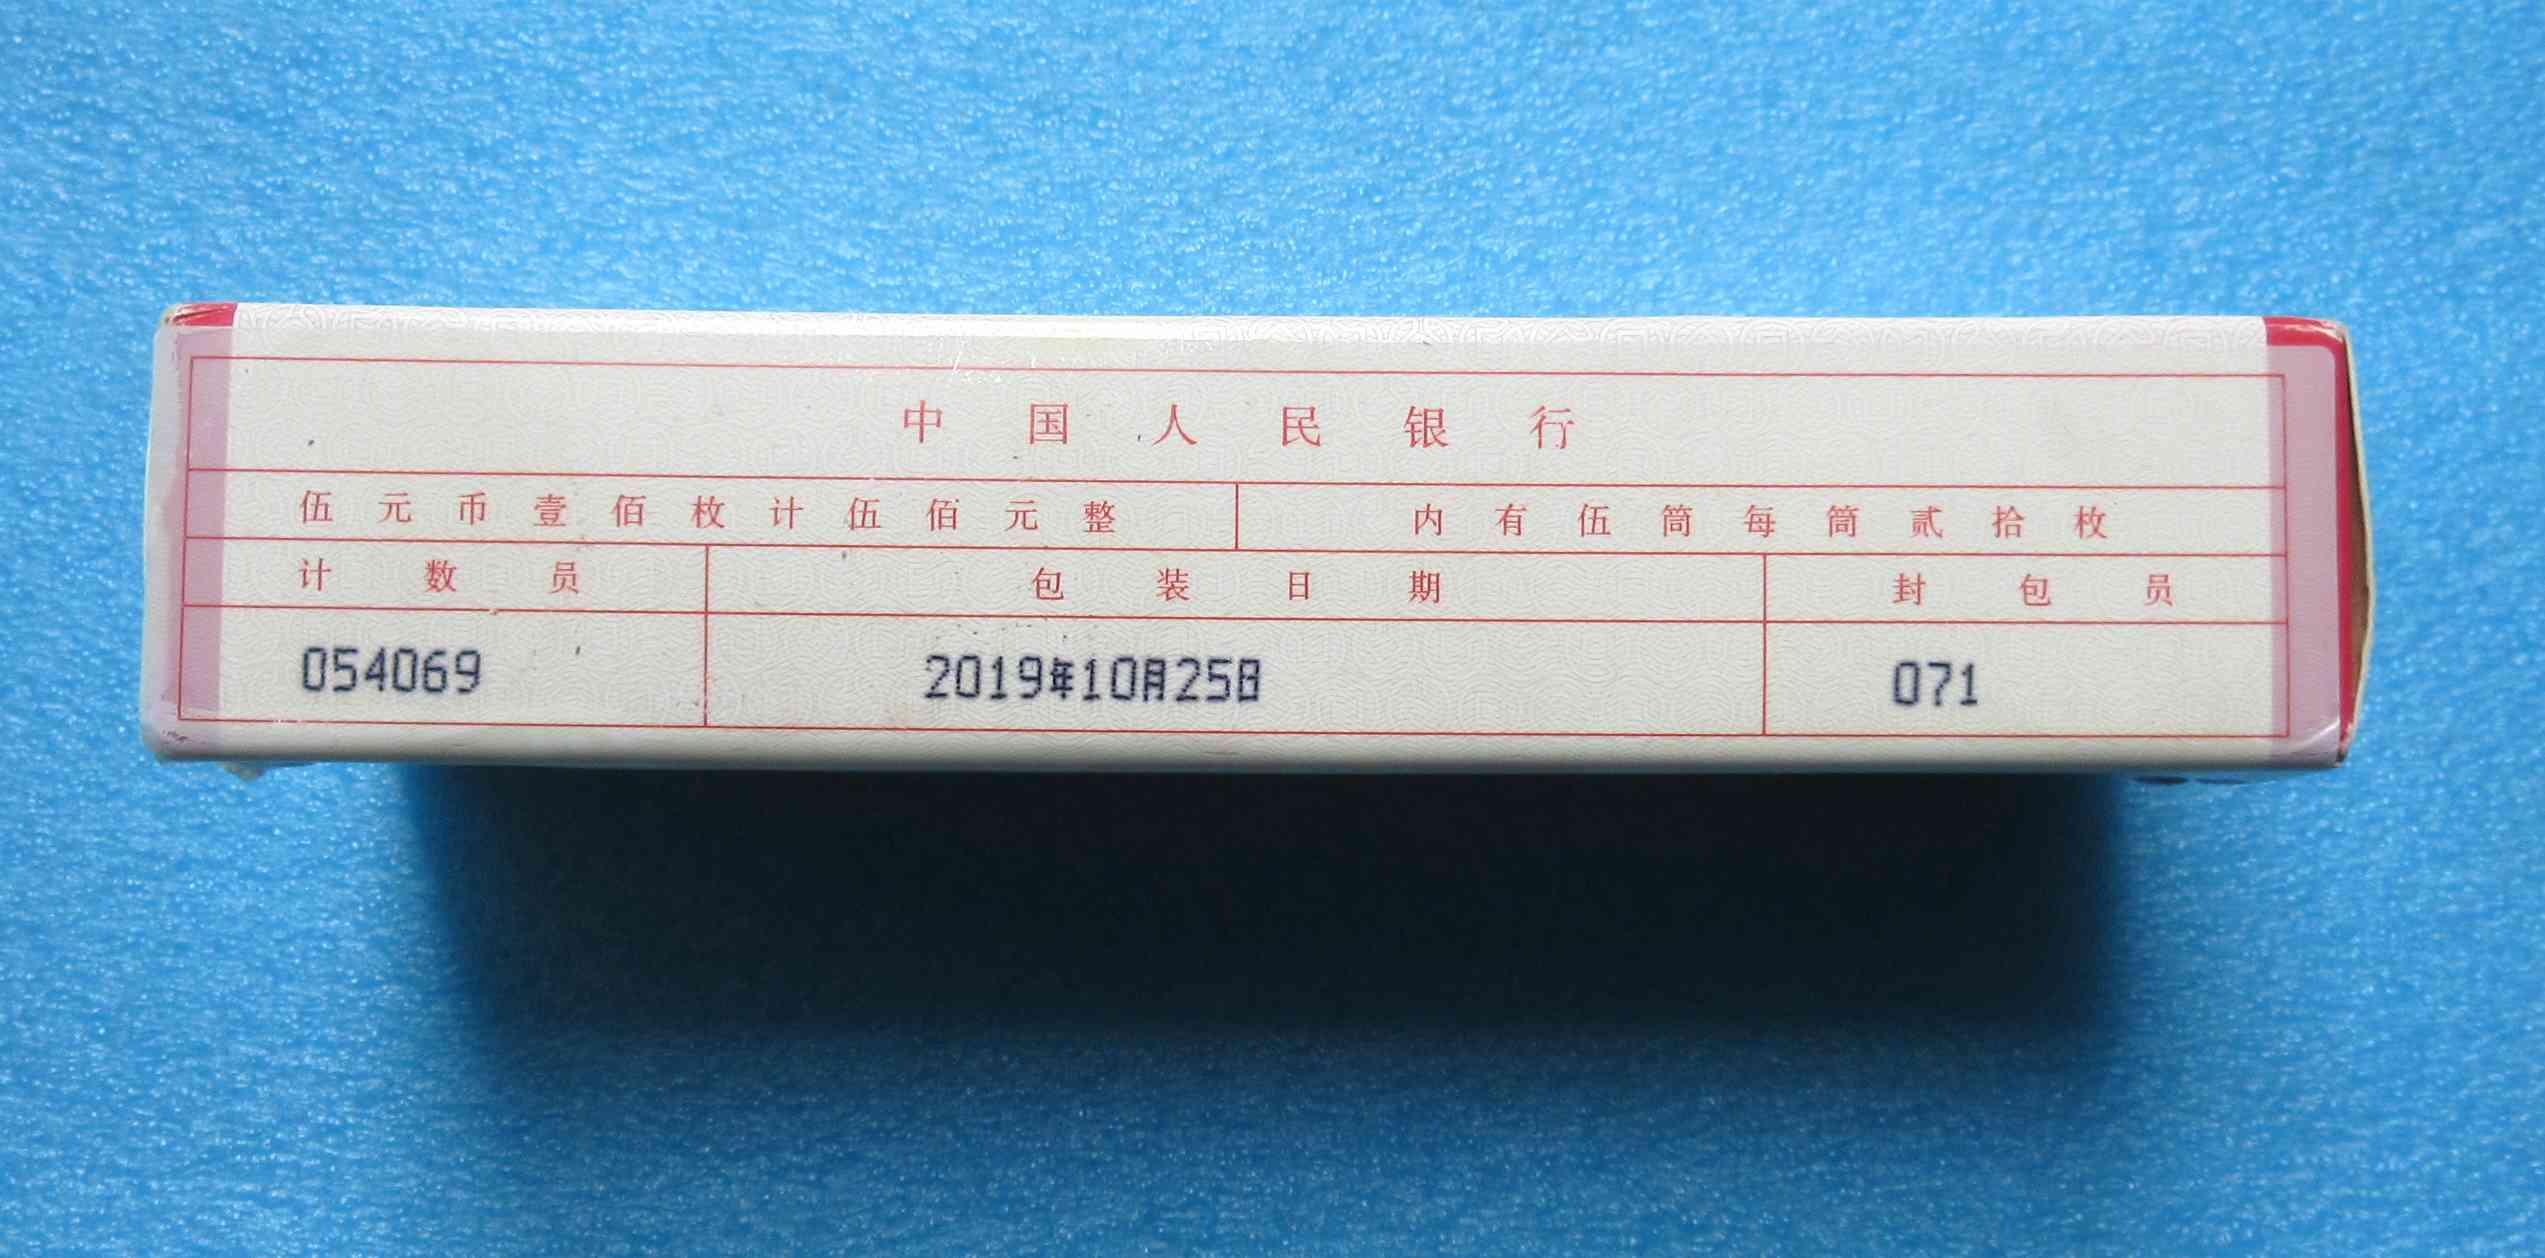 中国人民银行
伍元币壹佰枚计伍佰元整 内有伍筒每筒贰拾枚
计数员 包装日期 封包员
054069 2019年10月25日 071